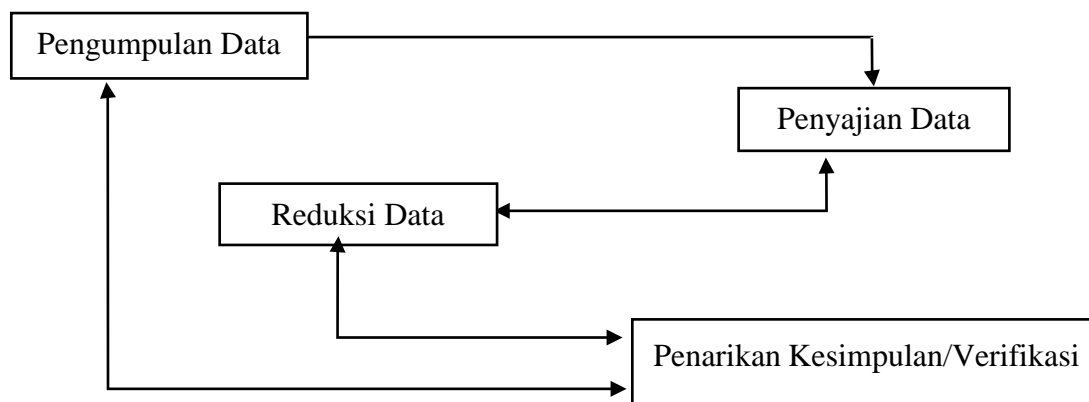 Pengumpulan Data
Penyajian Data
Reduksi Data
Penarikan Kesimpulan/Verifikasi